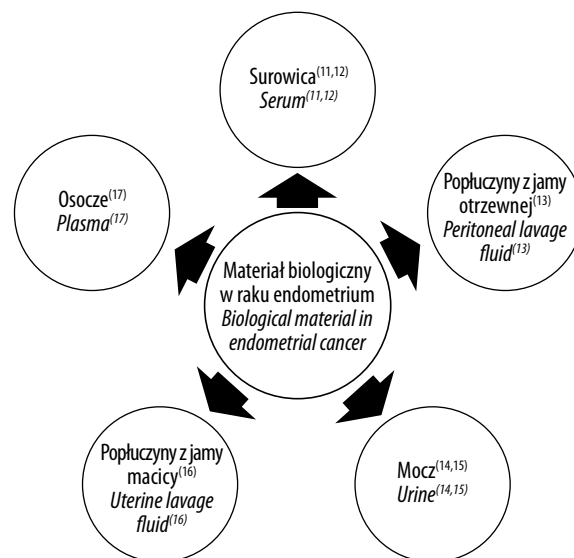 Surowica(11,12)
Serum(11,12)
Osocze(17)
Plasma(17)
Popłuczyny z jamy
otrzewnej(13)
Peritoneal lavage
fluid(13)
Materiał biologiczny
w raku endometrium
Biological material in
endometrial cancer
Popłuczyny z jamy
macicy(16)
Uterine lavage
fluid(16)
Mocz(14,15)
Urine(14,15)